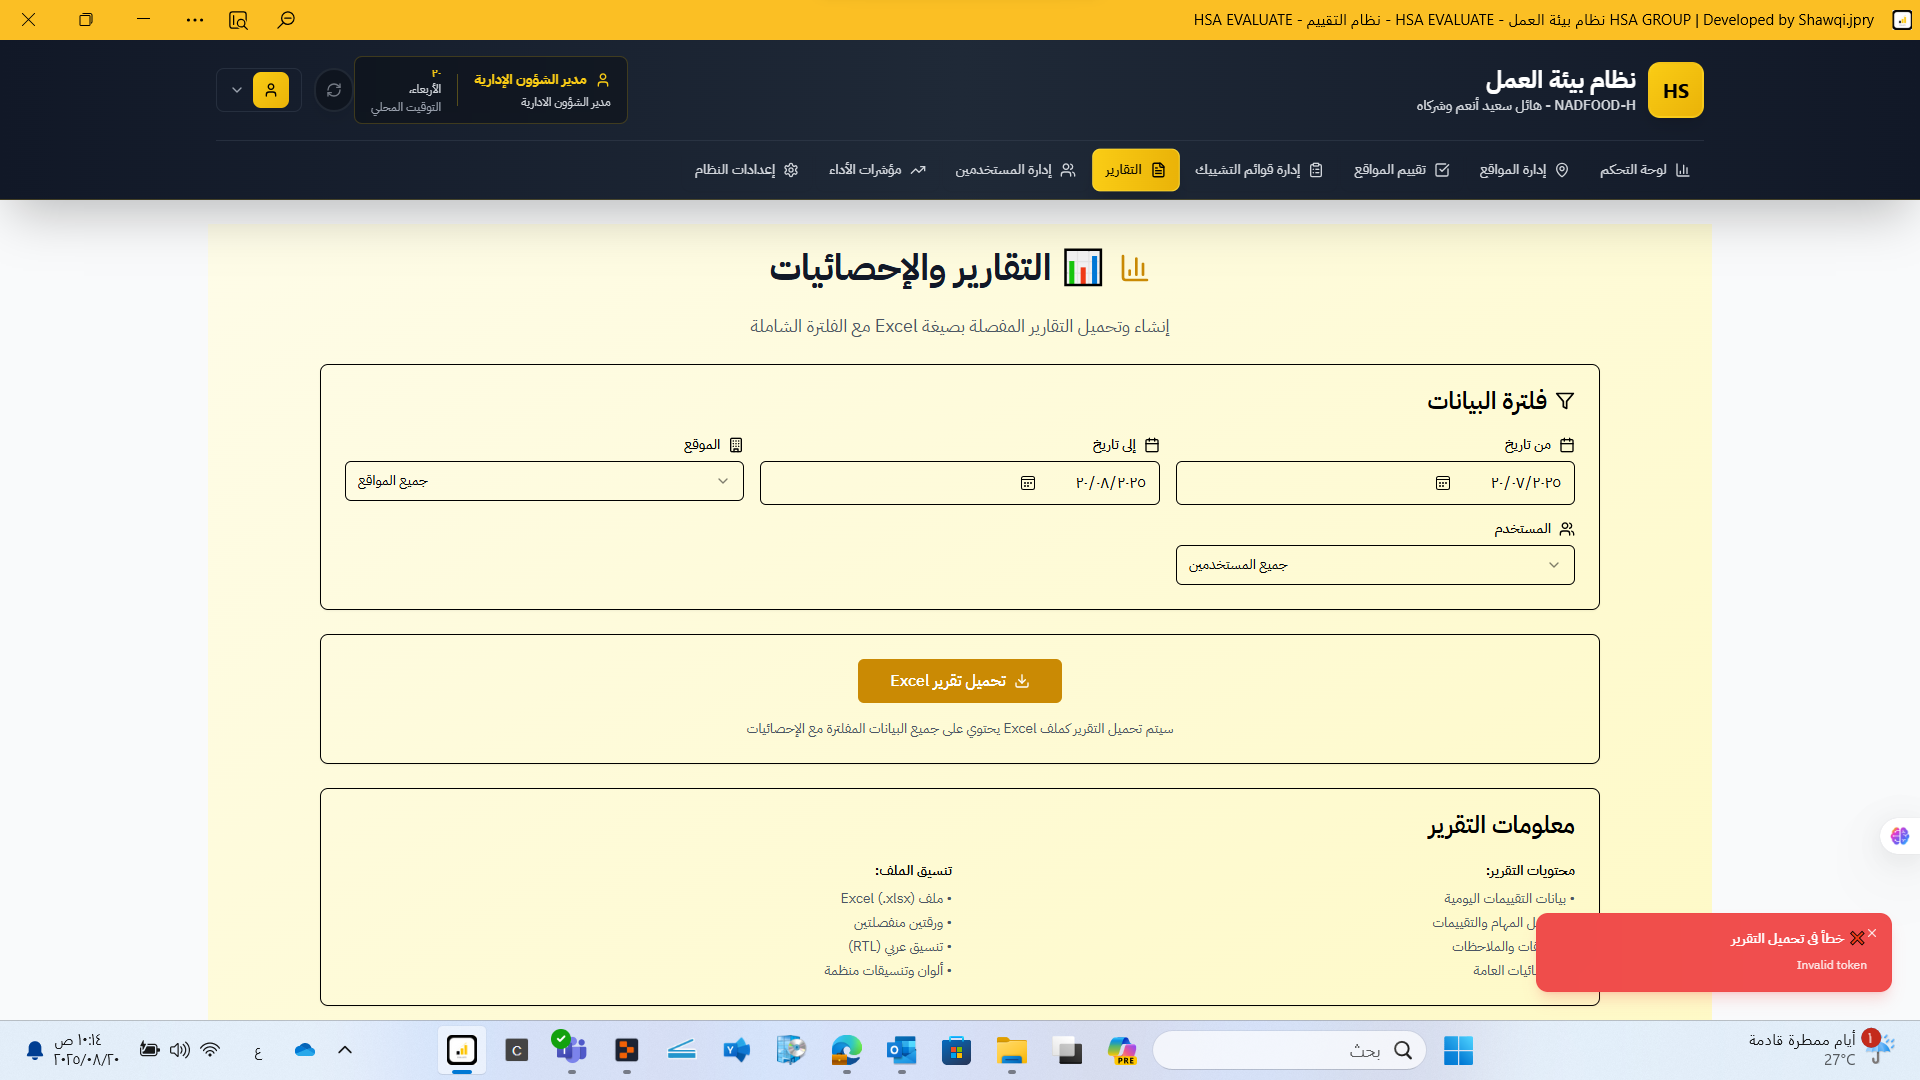 HSA EVALUATE - نظام التقييم - HSA EVALUATE - نظام بيئة العمل HSA GROUP | Developed by Shawqi.jpry
HS
نظام بيئة العمل
NADFOOD-H - هائل سعيد أنعم وشركاه
مدير الشؤون الإدارية
مدير الشؤون الادارية
٢٠
الأربعاء،
التوقيت المحلي
لوحة التحكم
إدارة المواقع
تقييم المواقع
إدارة قوائم التشييك
التقارير
إدارة المستخدمين
مؤشرات الأداء
إعدادات النظام
التقارير والإحصائيات
إنشاء وتحميل التقارير المفصلة بصيغة Excel مع الفلترة الشاملة
فلترة البيانات
من تاريخ
٢٠/٠٧/٢٠٢٥
إلى تاريخ
٢٠/٠٨/٢٠٢٥
الموقع
جميع المواقع
المستخدم
جميع المستخدمين
تحميل تقرير Excel
سيتم تحميل التقرير كملف Excel يحتوي على جميع البيانات المفلترة مع الإحصائيات
معلومات التقرير
محتويات التقرير:
• بيانات التقييمات اليومية
المهام والتقييمات
والملاحظات
العامة
تنسيق الملف:
• ملف Excel (.xlsx)
• ورقتين منفصلتين
• تنسيق عربي (RTL)
• ألوان وتنسيقات منظمة
❌ خطأ في تحميل التقرير
Invalid token
أيام ممطرة قادمة
27°C
١
بحث
PRE
ع
١٠:١٤ ص
٢٠٢٥/٠٨/٢٠